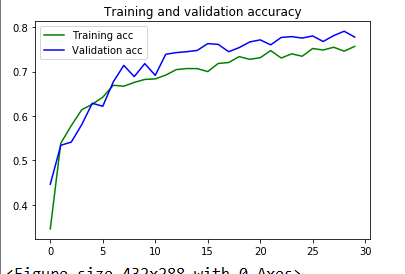 Training and validation accuracy
Training acc
Validation acc
0.8
0.7
0.6
0.5
0.4
0 5 10 15 20 25 30
<Figure size 432x288 with 0 Axes>